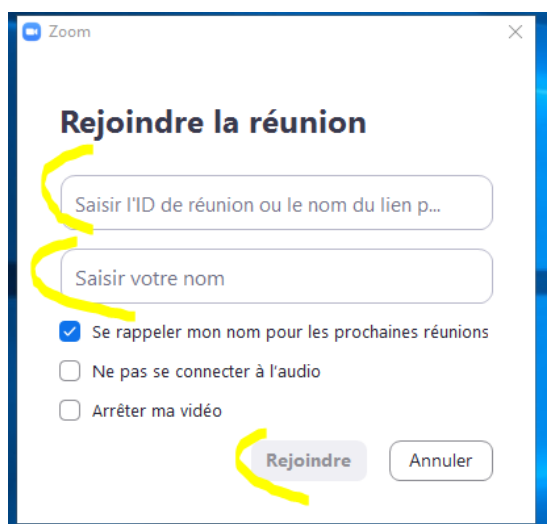 Zoom
Rejoindre la réunion
Saisir l'ID de réunion ou le nom du lien p...
Saisir votre nom
Se rappeler mon nom pour les prochaines réunions
Ne pas se connecter à l'audio
Arrêter ma vidéo
Rejoindre Annuler